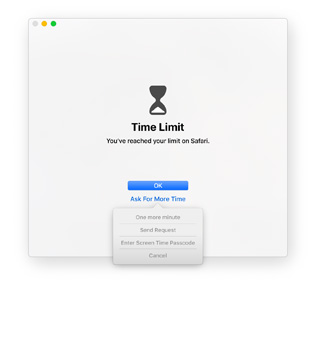 Time Limit
You've reached your limit on Safari.
OK
Ask For More Time
One more minute
Send Request
Enter Screen Time Passcode
Cancel